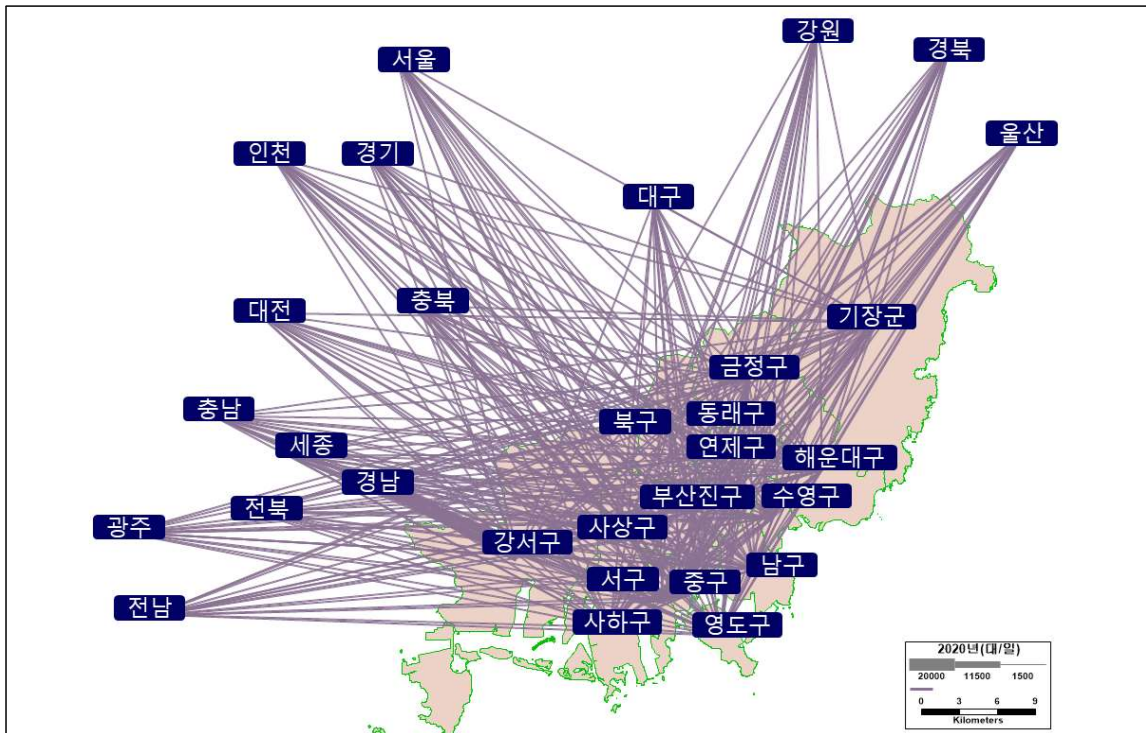 강원
경북
서울
울산
인천
경기
대구
충북
대전
기장군
금정구
충남
북구
동래구
세종
연제구
해운대구
경남
부산진구
수영구
전북
광주
사상구
강서구
남구
서구
중구
전남
사하구
영도구
2020년(대/일)
20000 11500 1500
0 3 6 9
Kilometers